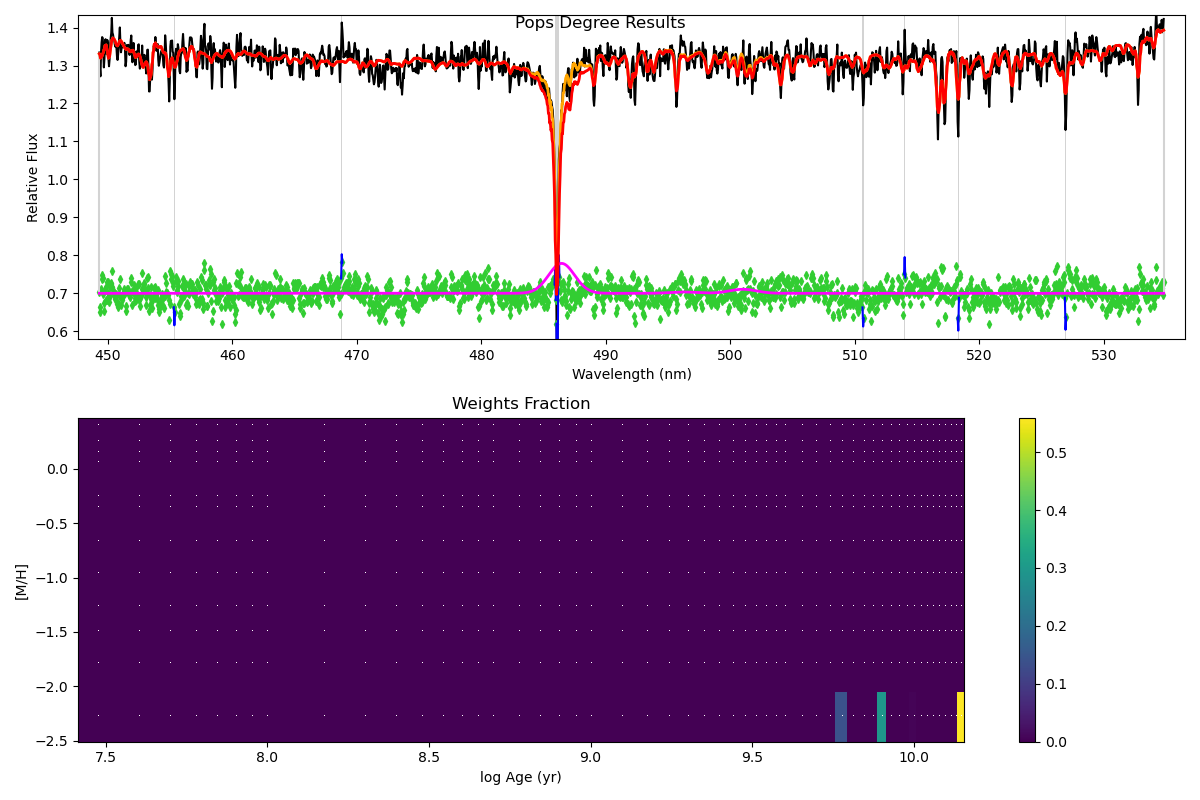 Pops Degree Results
1.4
1.3
1.2
1.1
1.0
0.9
0.8
0.7
0.6
Relative Flux
450 460 470 480 490 500 510 520 530
Wavelength (nm)
Weights Fraction
0.0
−0.5
−1.0
−1.5
−2.0
−2.5
[M/H]
7.5 8.0 8.5 9.0 9.5 10.0
log Age (yr)
0.5
0.4
0.3
0.2
0.1
0.0